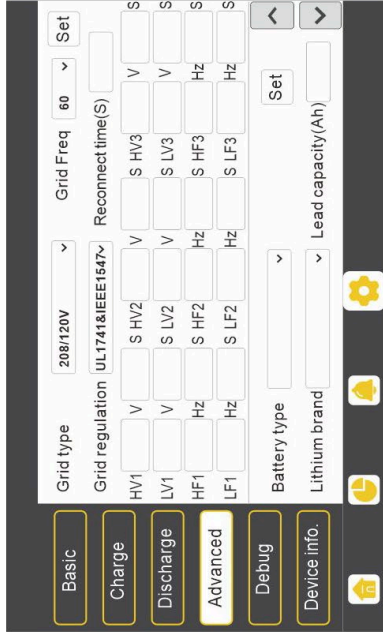 Basic
Charge
Discharge
Advanced
Debug
Device info.
Grid type 208/120V Grid Freq 60 Set
Grid regulation UL1741&IEEE1547 Reconnect time(S)
HV1 V S HV2 V S HV3 V S
LV1 V S LV2 V S LV3 V S
HF1 Hz S HF2 Hz S HF3 Hz S
LF1 Hz S LF2 Hz S LF3 Hz S
Battery type Set
Lithium brand Lead capacity(Ah)